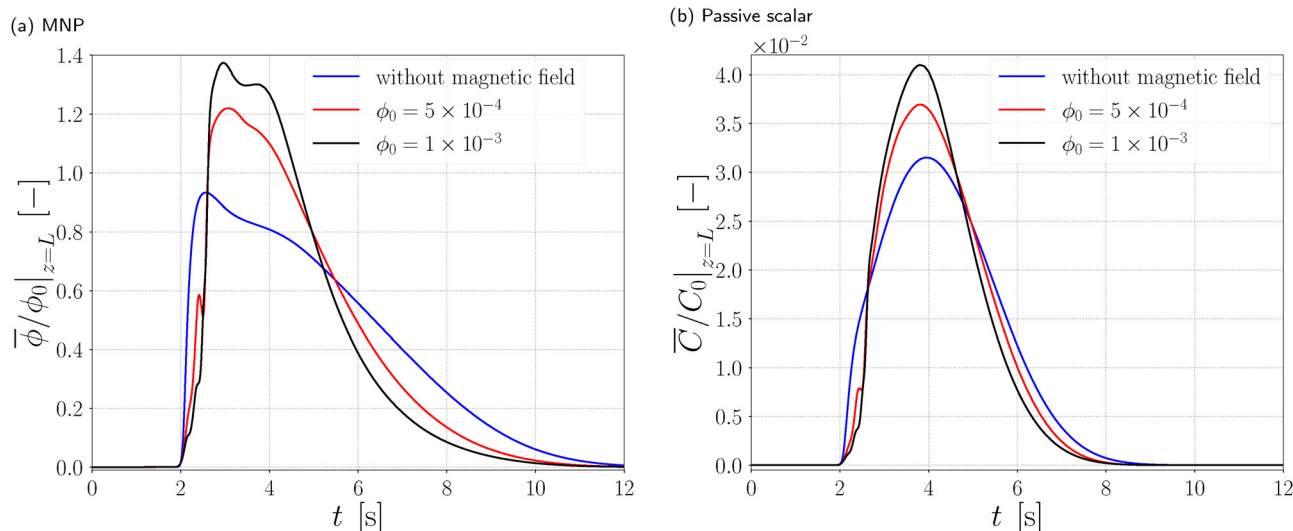 (a) MNP
1.4
1.2
1.0
0.8
0.6
0.4
0.2
0.0
0 2 4 6 8 10 12
t [s]
ϕ̅/ϕ₀|z=L [−]
without magnetic field
ϕ₀ = 5 × 10⁻⁴
ϕ₀ = 1 × 10⁻³
(b) Passive scalar
×10⁻²
4.0
3.5
3.0
2.5
2.0
1.5
1.0
0.5
0.0
0 2 4 6 8 10 12
t [s]
C̅/C₀|z=L [−]
without magnetic field
ϕ₀ = 5 × 10⁻⁴
ϕ₀ = 1 × 10⁻³